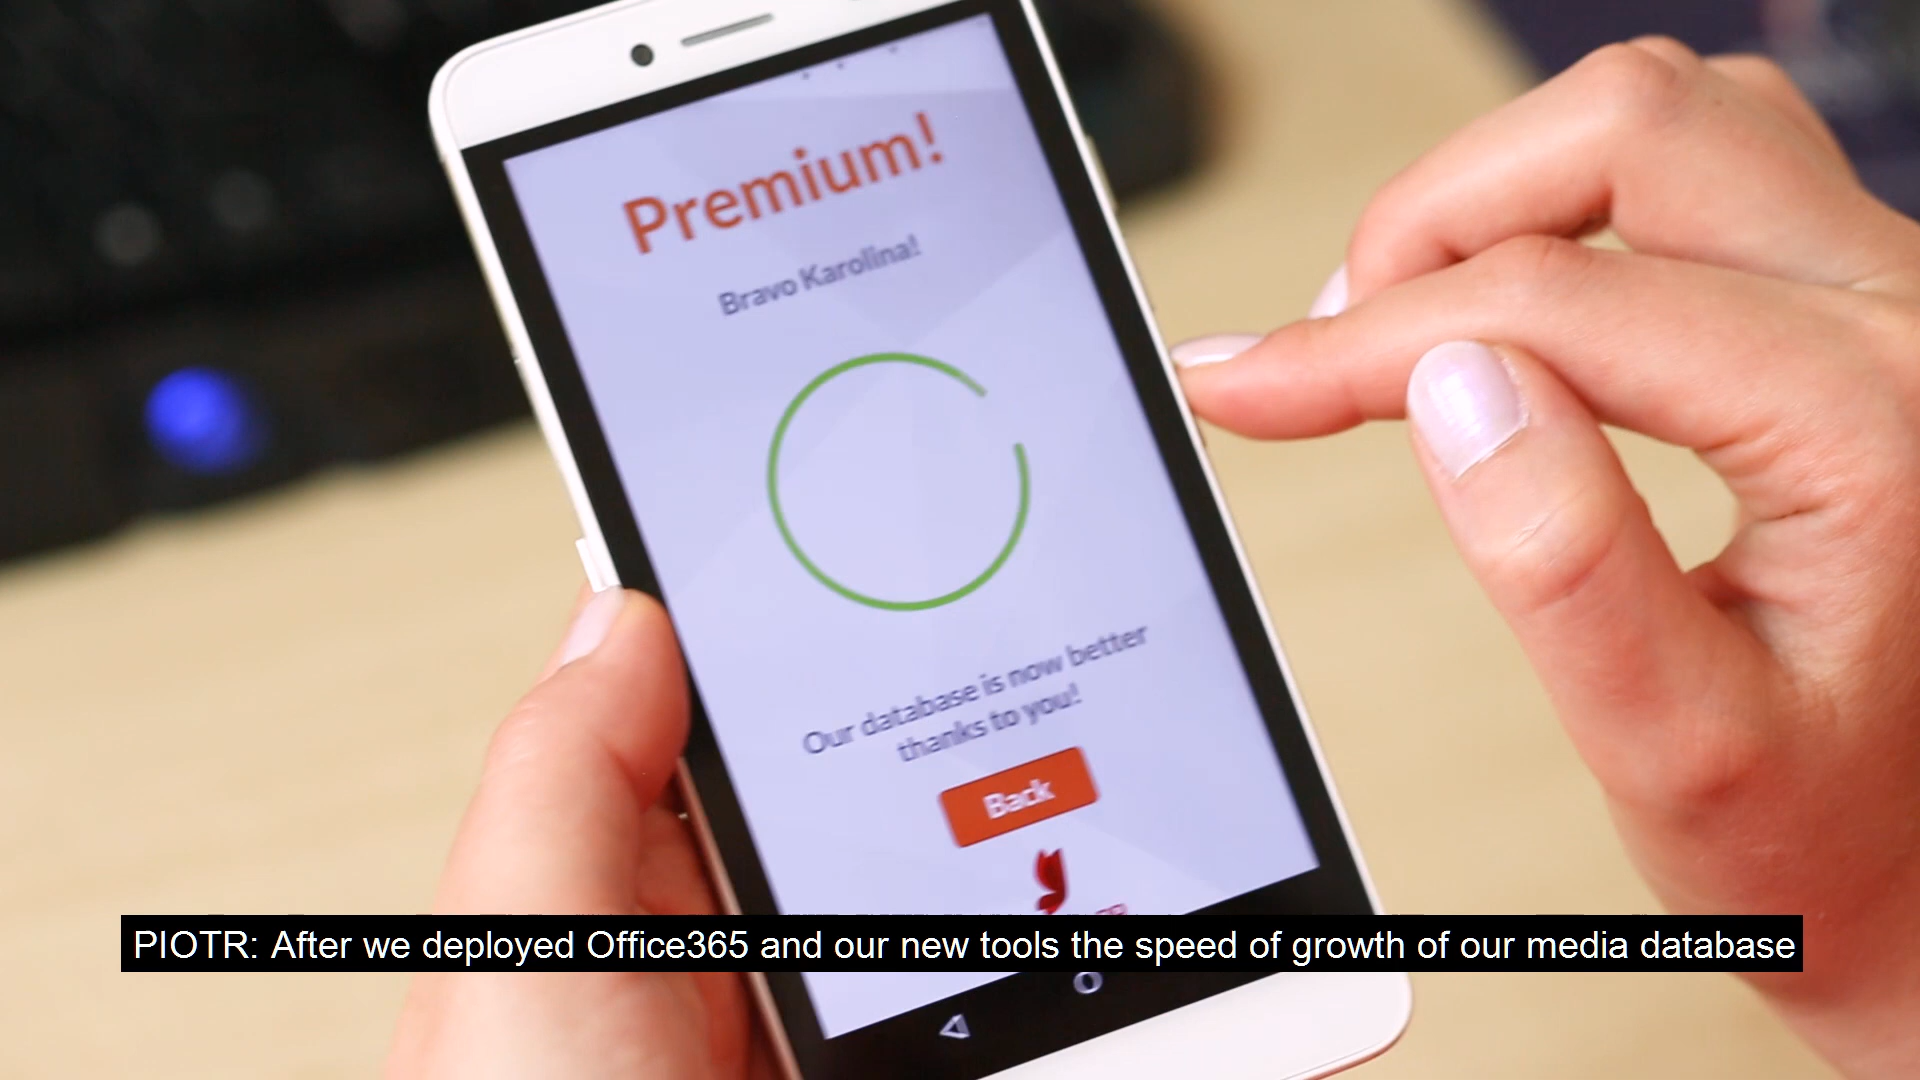 Premium!
Bravo Karolina!
Our database is now better
thanks to you!
Back
PIOTR: After we deployed Office365 and our new tools the speed of growth of our media database